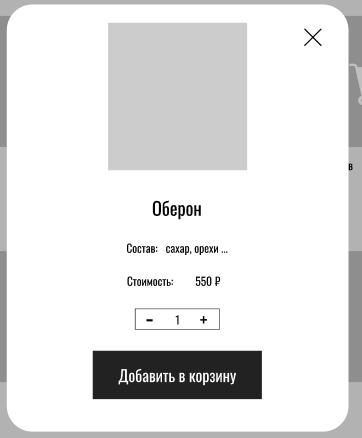 в
Оберон
Состав: сахар, орехи ...
Стоимость: 550 ₽
- 1 +
Добавить в корзину